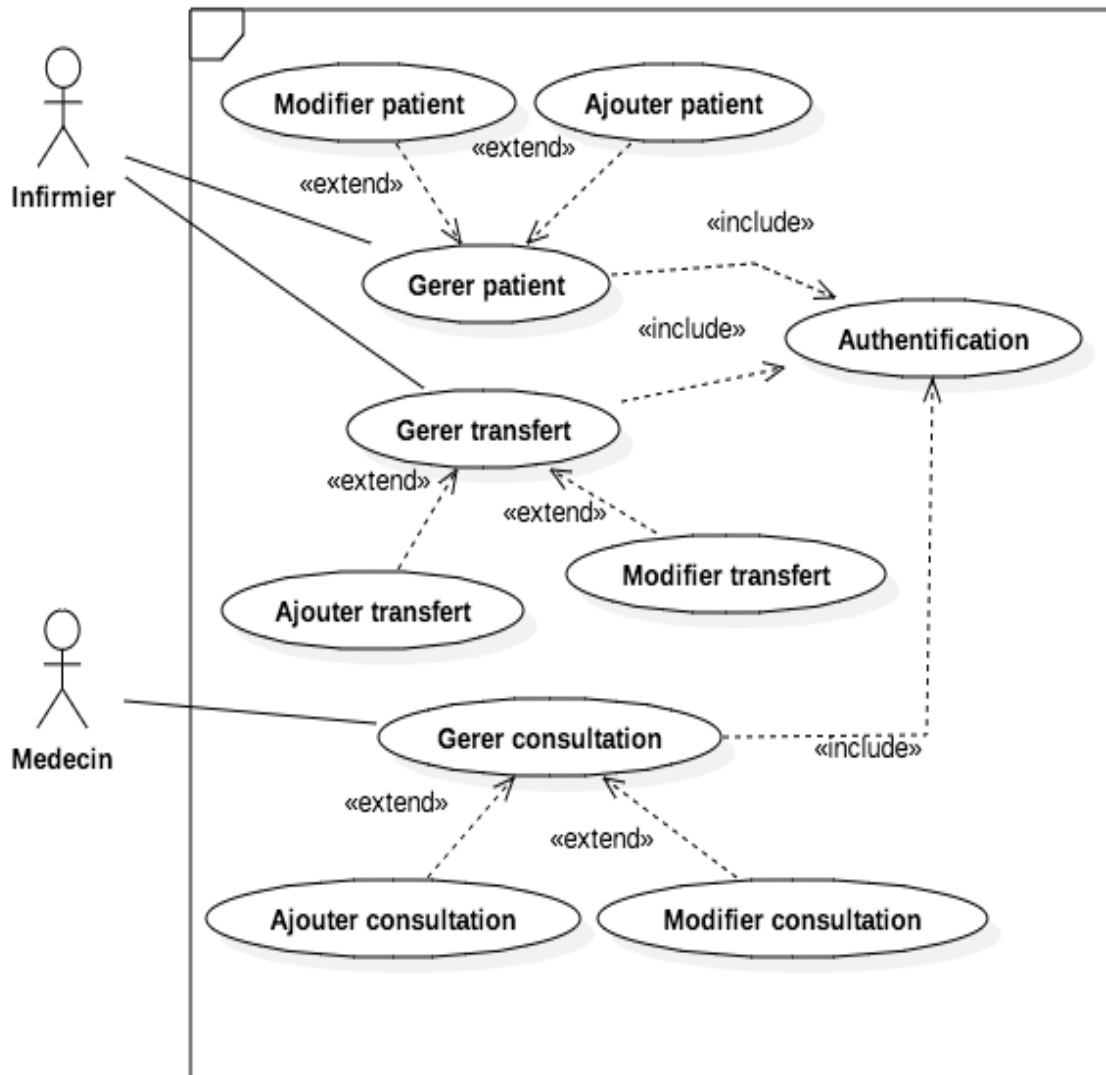 Modifier patient
Ajouter patient
«extend»
«extend»
Infirmier
«include»
Gerer patient
«include»
Authentification
Gerer transfert
«extend»
«extend»
Modifier transfert
Ajouter transfert
Medecin
Gerer consultation
«include»
«extend»
«extend»
Ajouter consultation
Modifier consultation